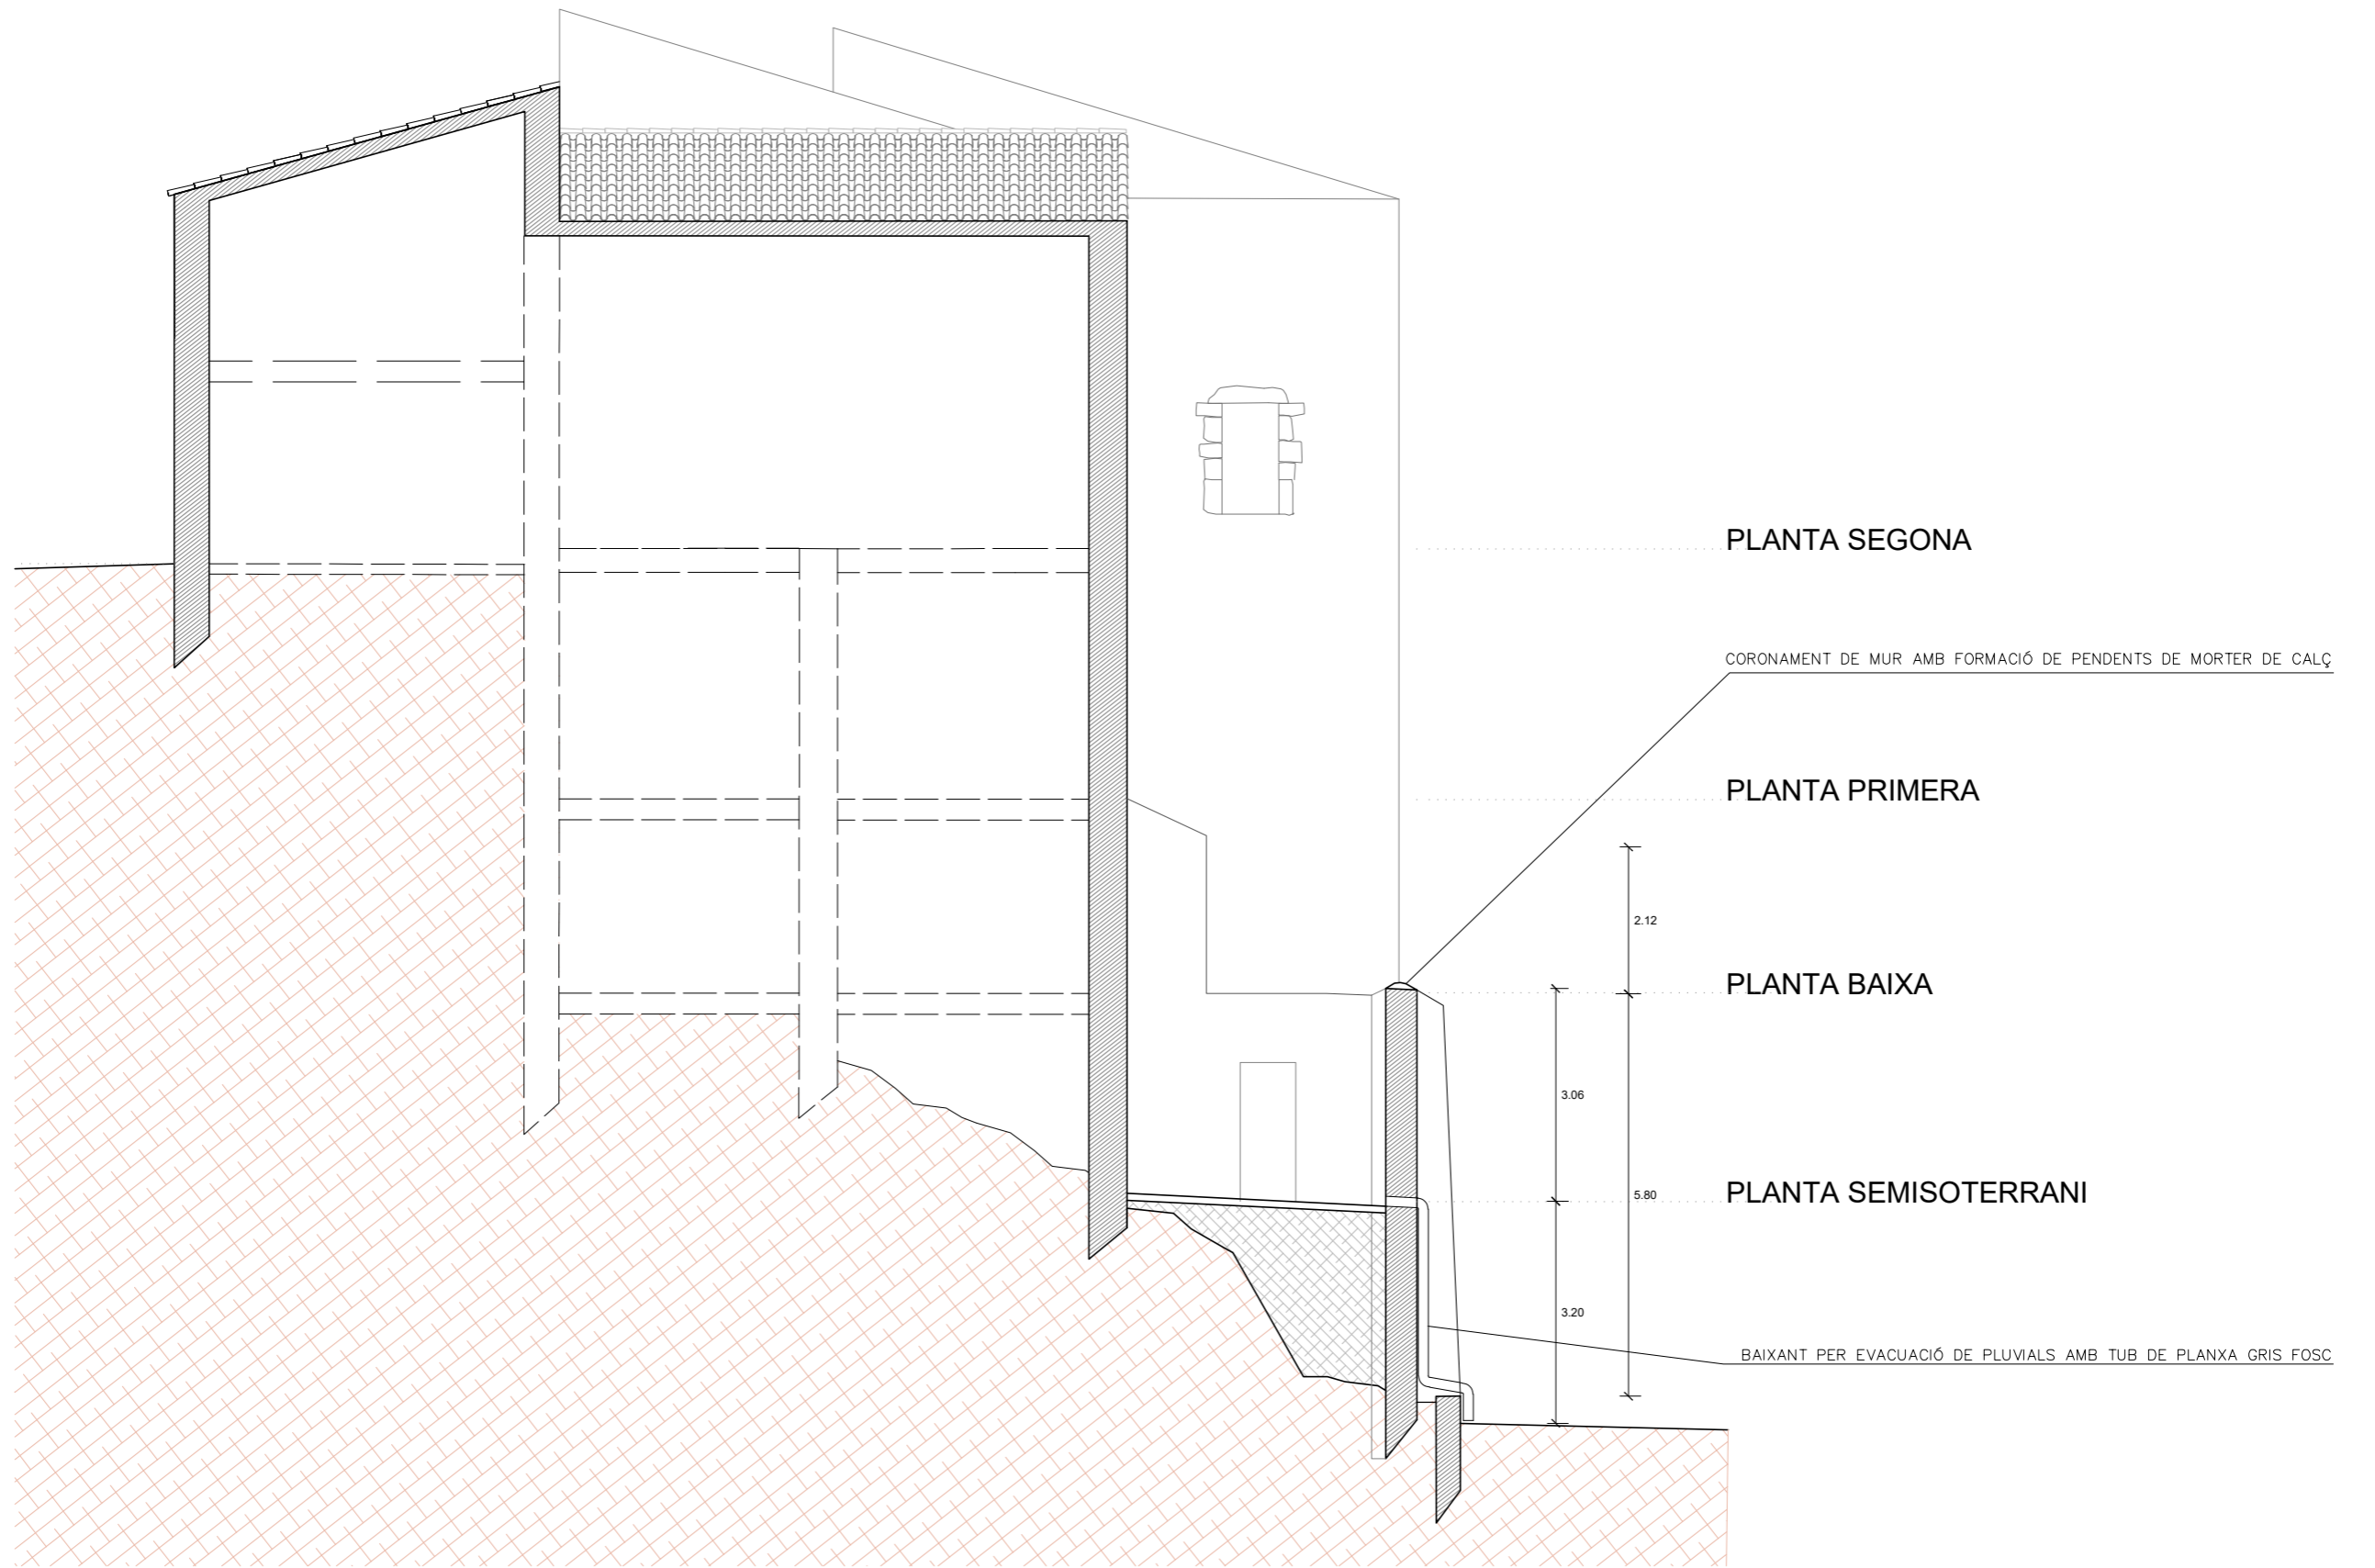 PLANTA SEGONA
CORONAMENT DE MUR AMB FORMACIÓ DE PENDENTS DE MORTER DE CALÇ
PLANTA PRIMERA
2.12
PLANTA BAIXA
3.06
PLANTA SEMISOTERRANI
5.80
3.20
BAIXANT PER EVACUACIÓ DE PLUVIALS AMB TUB DE PLANXA GRIS FOSC